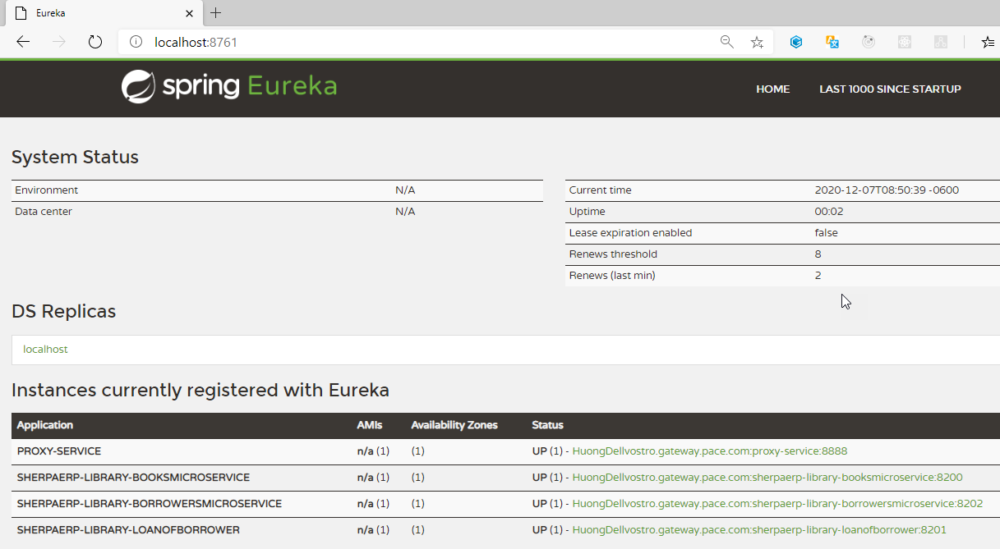 Eureka
localhost:8761
spring Eureka
HOME LAST 1000 SINCE STARTUP
System Status
Environment N/A
Data center N/A
Current time 2020-12-07T08:50:39 -0600
Uptime 00:02
Lease expiration enabled false
Renews threshold 8
Renews (last min) 2
DS Replicas
localhost
Instances currently registered with Eureka
Application AMIs Availability Zones Status
PROXY-SERVICE n/a (1) (1) UP (1) - HuongDellvostro.gateway.pace.com:proxy-service:8888
SHERPAERP-LIBRARY-BOOKSMICROSERVICE n/a (1) (1) UP (1) - HuongDellvostro.gateway.pace.com:sherpaerp-library-booksmicroservice:8200
SHERPAERP-LIBRARY-BORROWERSMICROSERVICE n/a (1) (1) UP (1) - HuongDellvostro.gateway.pace.com:sherpaerp-library-borrowersmicroservice:8202
SHERPAERP-LIBRARY-LOANOFBORROWER n/a (1) (1) UP (1) - HuongDellvostro.gateway.pace.com:sherpaerp-library-loanofborrower:8201